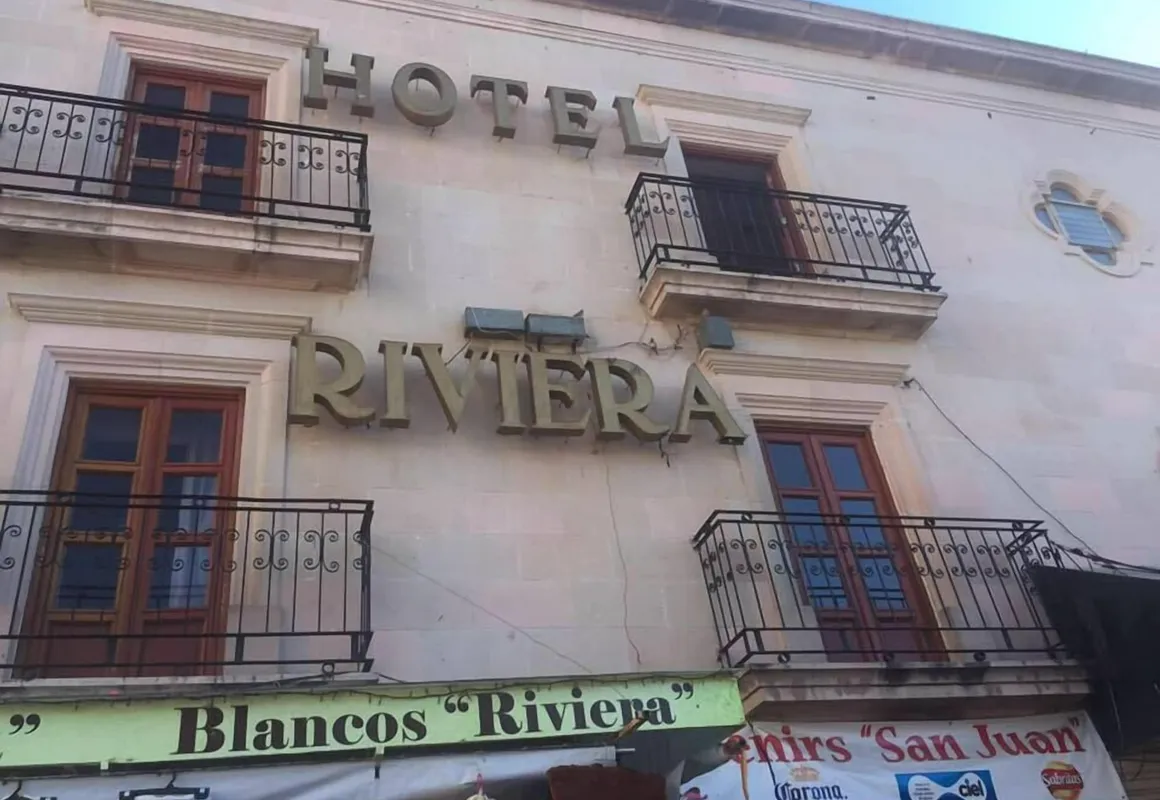 HOTEL
RIVIERA
” Blancos “Riviera”
enirs “San Juan”
Corona.
ciel
Sabritas